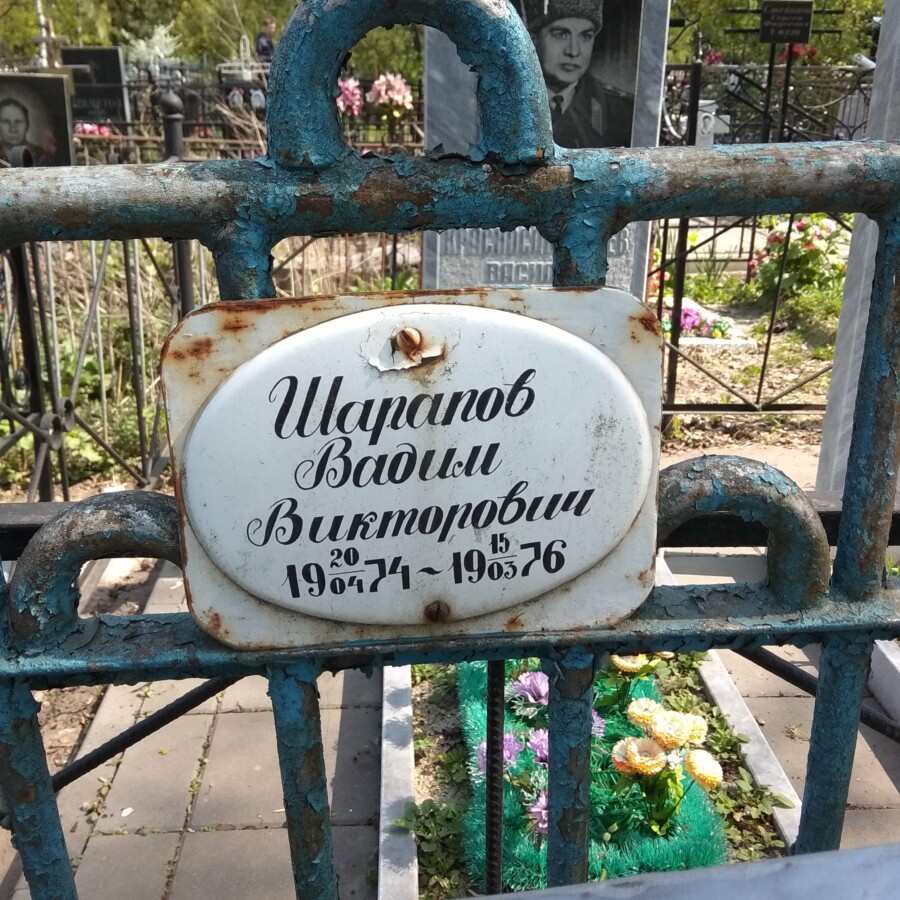 Шарапов
Вадим
Викторович
19 20/04 74 ~ 19 15/03 76